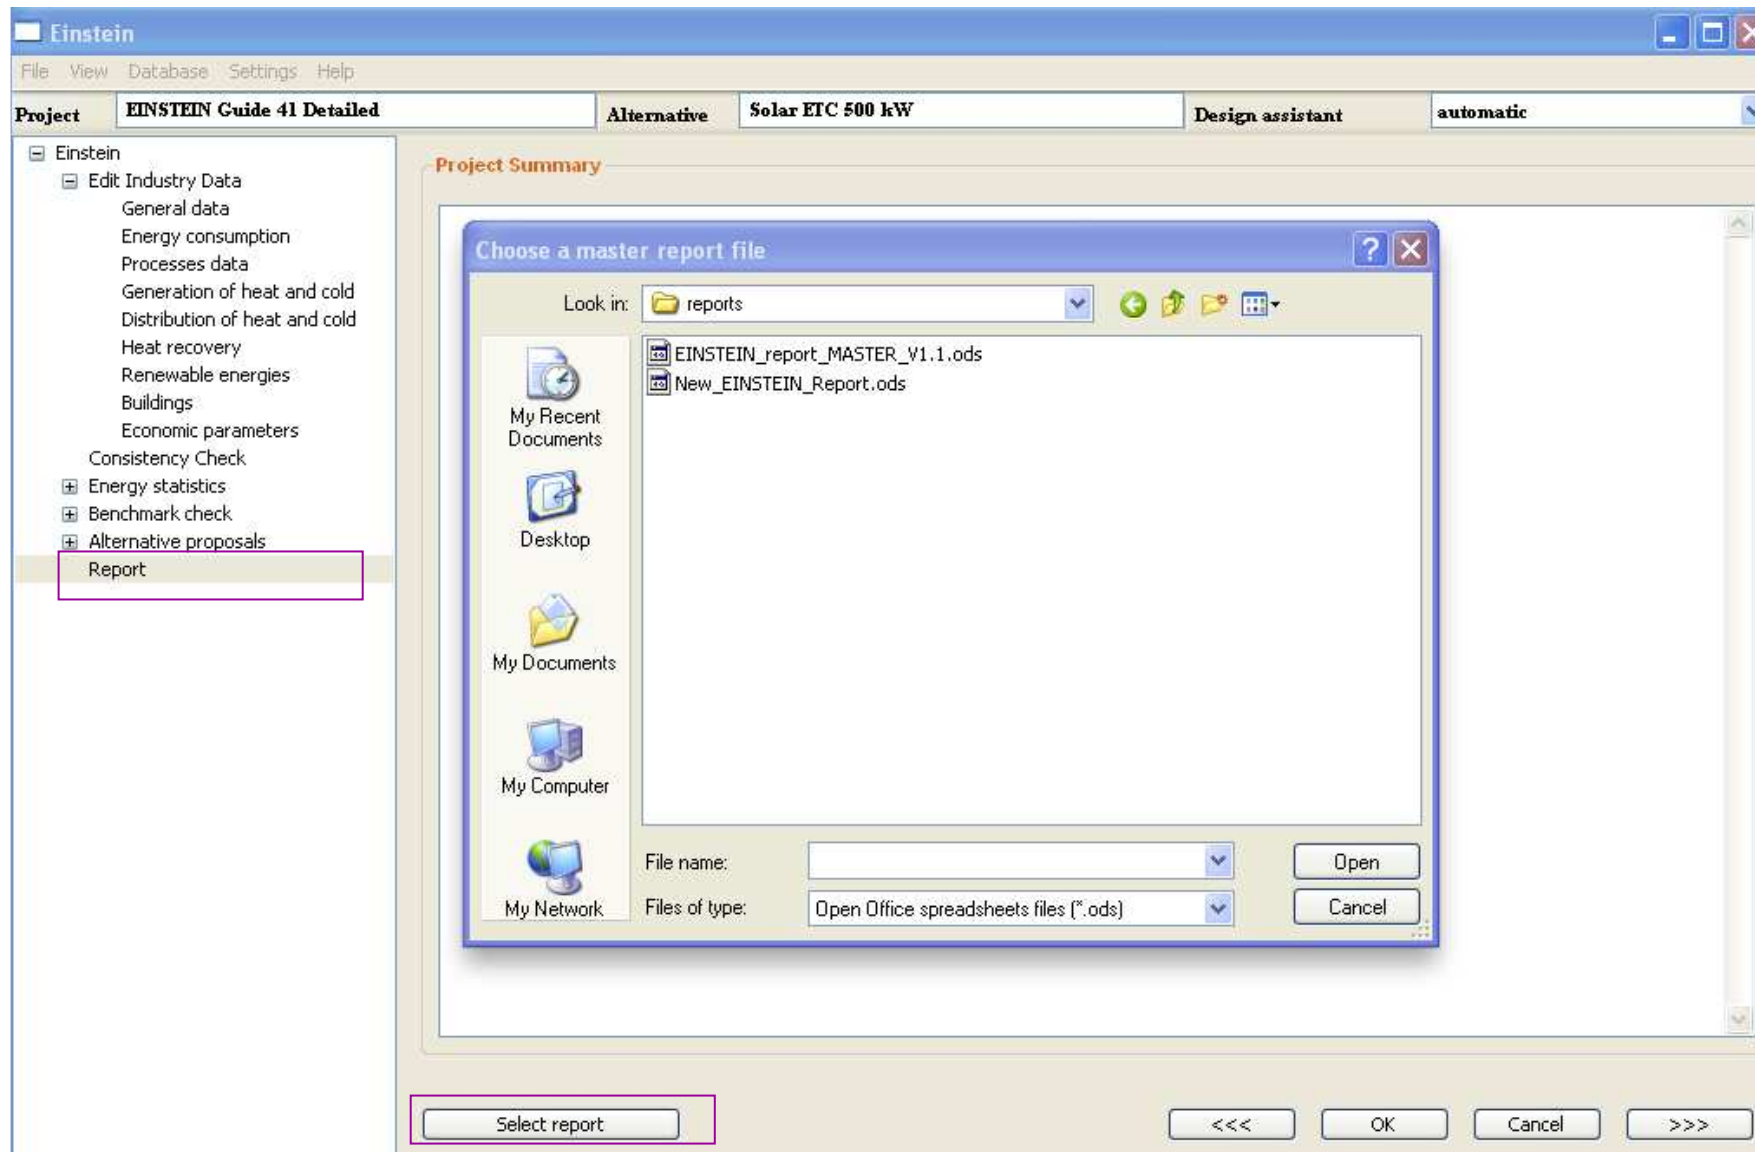 Einstein
File View Database Settings Help
Project EINSTEIN Guide 41 Detailed Alternative Solar ETC 500 kW Design assistant automatic
Einstein
Edit Industry Data
General data
Energy consumption
Processes data
Generation of heat and cold
Distribution of heat and cold
Heat recovery
Renewable energies
Buildings
Economic parameters
Consistency Check
Energy statistics
Benchmark check
Alternative proposals
Report
Project Summary
Choose a master report file
Look in: reports
EINSTEIN_report_MASTER_V1.1.ods
New_EINSTEIN_Report.ods
My Recent
Documents
Desktop
My Documents
My Computer
My Network
File name: Open
Files of type: Open Office spreadsheets files (*.ods) Cancel
Select report <<< OK Cancel >>>